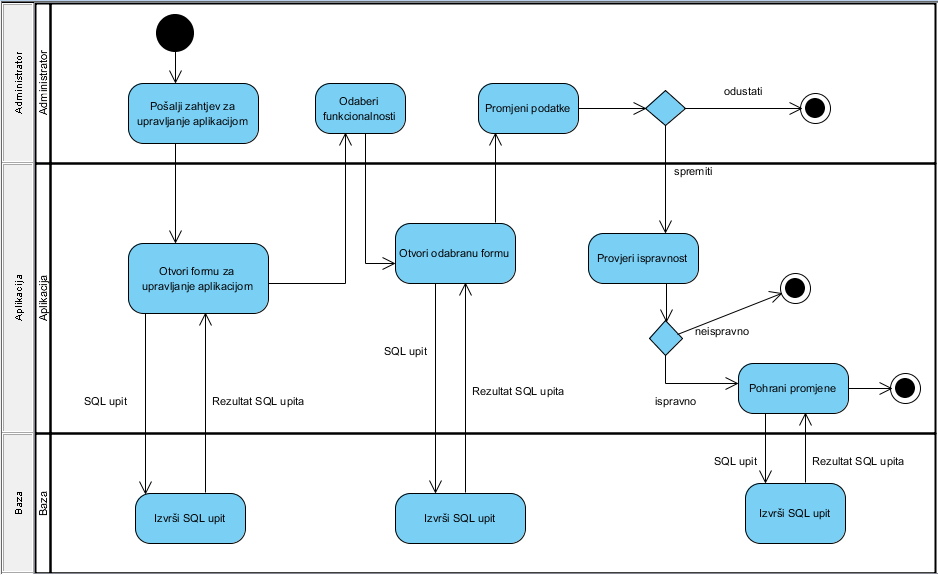 Administrator
Administrator
Pošalji zahtjev za
upravljanje aplikacijom
Odaberi
funkcionalnosti
Promjeni podatke
odustati
spremiti
Aplikacija
Aplikacija
Otvori formu za
upravljanje aplikacijom
Otvori odabranu formu
Provjeri ispravnost
neispravno
ispravno
Pohrani promjene
SQL upit
Rezultat SQL upita
SQL upit
Rezultat SQL upita
SQL upit
Rezultat SQL upita
Baza
Baza
Izvrši SQL upit
Izvrši SQL upit
Izvrši SQL upit